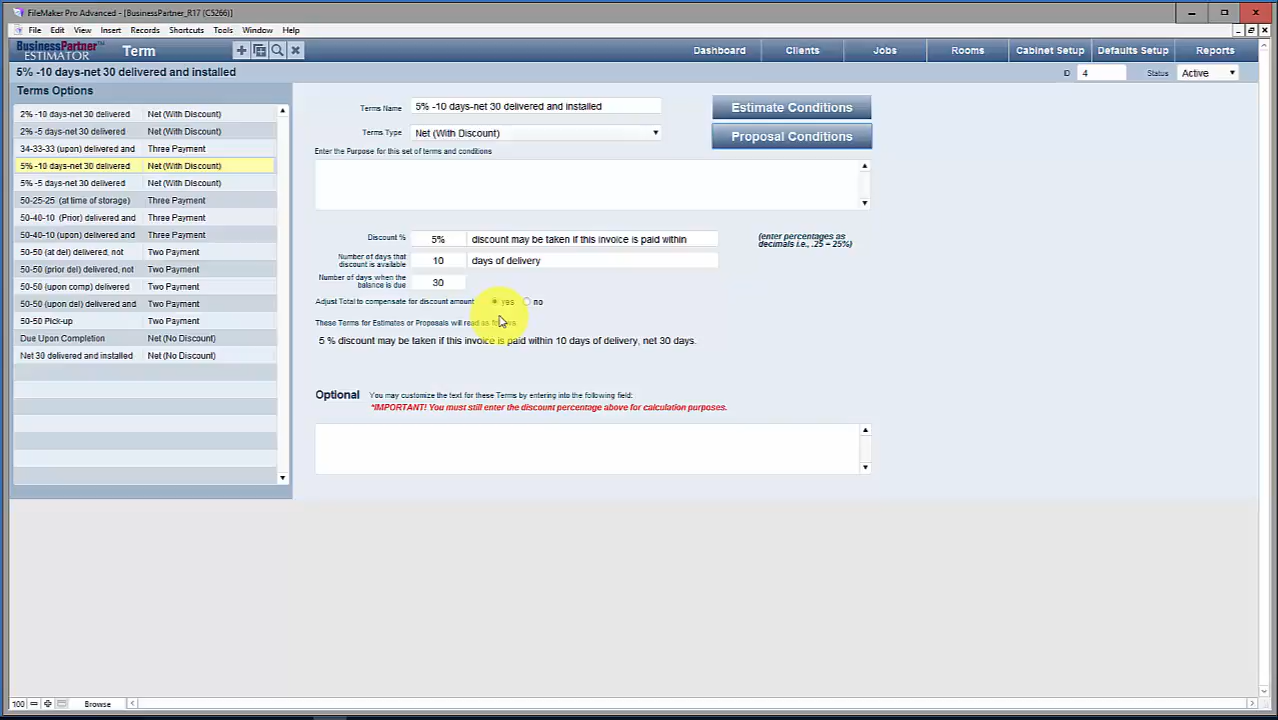 FileMaker Pro Advanced - [BusinessPartner_R17 (C5266)]
File Edit View Insert Records Shortcuts Tools Window Help
BusinessPartner™
ESTIMATOR
Term
Dashboard Clients Jobs Rooms Cabinet Setup Defaults Setup Reports
5% -10 days-net 30 delivered and installed
ID 4 Status Active
Terms Options
2% -10 days-net 30 delivered Net (With Discount)
2% -5 days-net 30 delivered Net (With Discount)
34-33-33 (upon) delivered and Three Payment
5% -10 days-net 30 delivered Net (With Discount)
5% -5 days-net 30 delivered Net (With Discount)
50-25-25 (at time of storage) Three Payment
50-40-10 (Prior) delivered and Three Payment
50-40-10 (upon) delivered and Three Payment
50-50 (at del) delivered, not Two Payment
50-50 (prior del) delivered, not Two Payment
50-50 (upon comp) delivered Two Payment
50-50 (upon del) delivered and Two Payment
50-50 Pick-up Two Payment
Due Upon Completion Net (No Discount)
Net 30 delivered and installed Net (No Discount)
Terms Name 5% -10 days-net 30 delivered and installed
Terms Type Net (With Discount)
Estimate Conditions
Proposal Conditions
Enter the Purpose for this set of terms and conditions
Discount % 5% discount may be taken if this invoice is paid within
(enter percentages as
decimals i.e., .25 = 25%)
Number of days that
discount is available 10 days of delivery
Number of days when the
balance is due 30
Adjust Total to compensate for discount amount yes no
These Terms for Estimates or Proposals will read as follows
5 % discount may be taken if this invoice is paid within 10 days of delivery, net 30 days.
Optional You may customize the text for these Terms by entering into the following field:
*IMPORTANT! You must still enter the discount percentage above for calculation purposes.
100 Browse